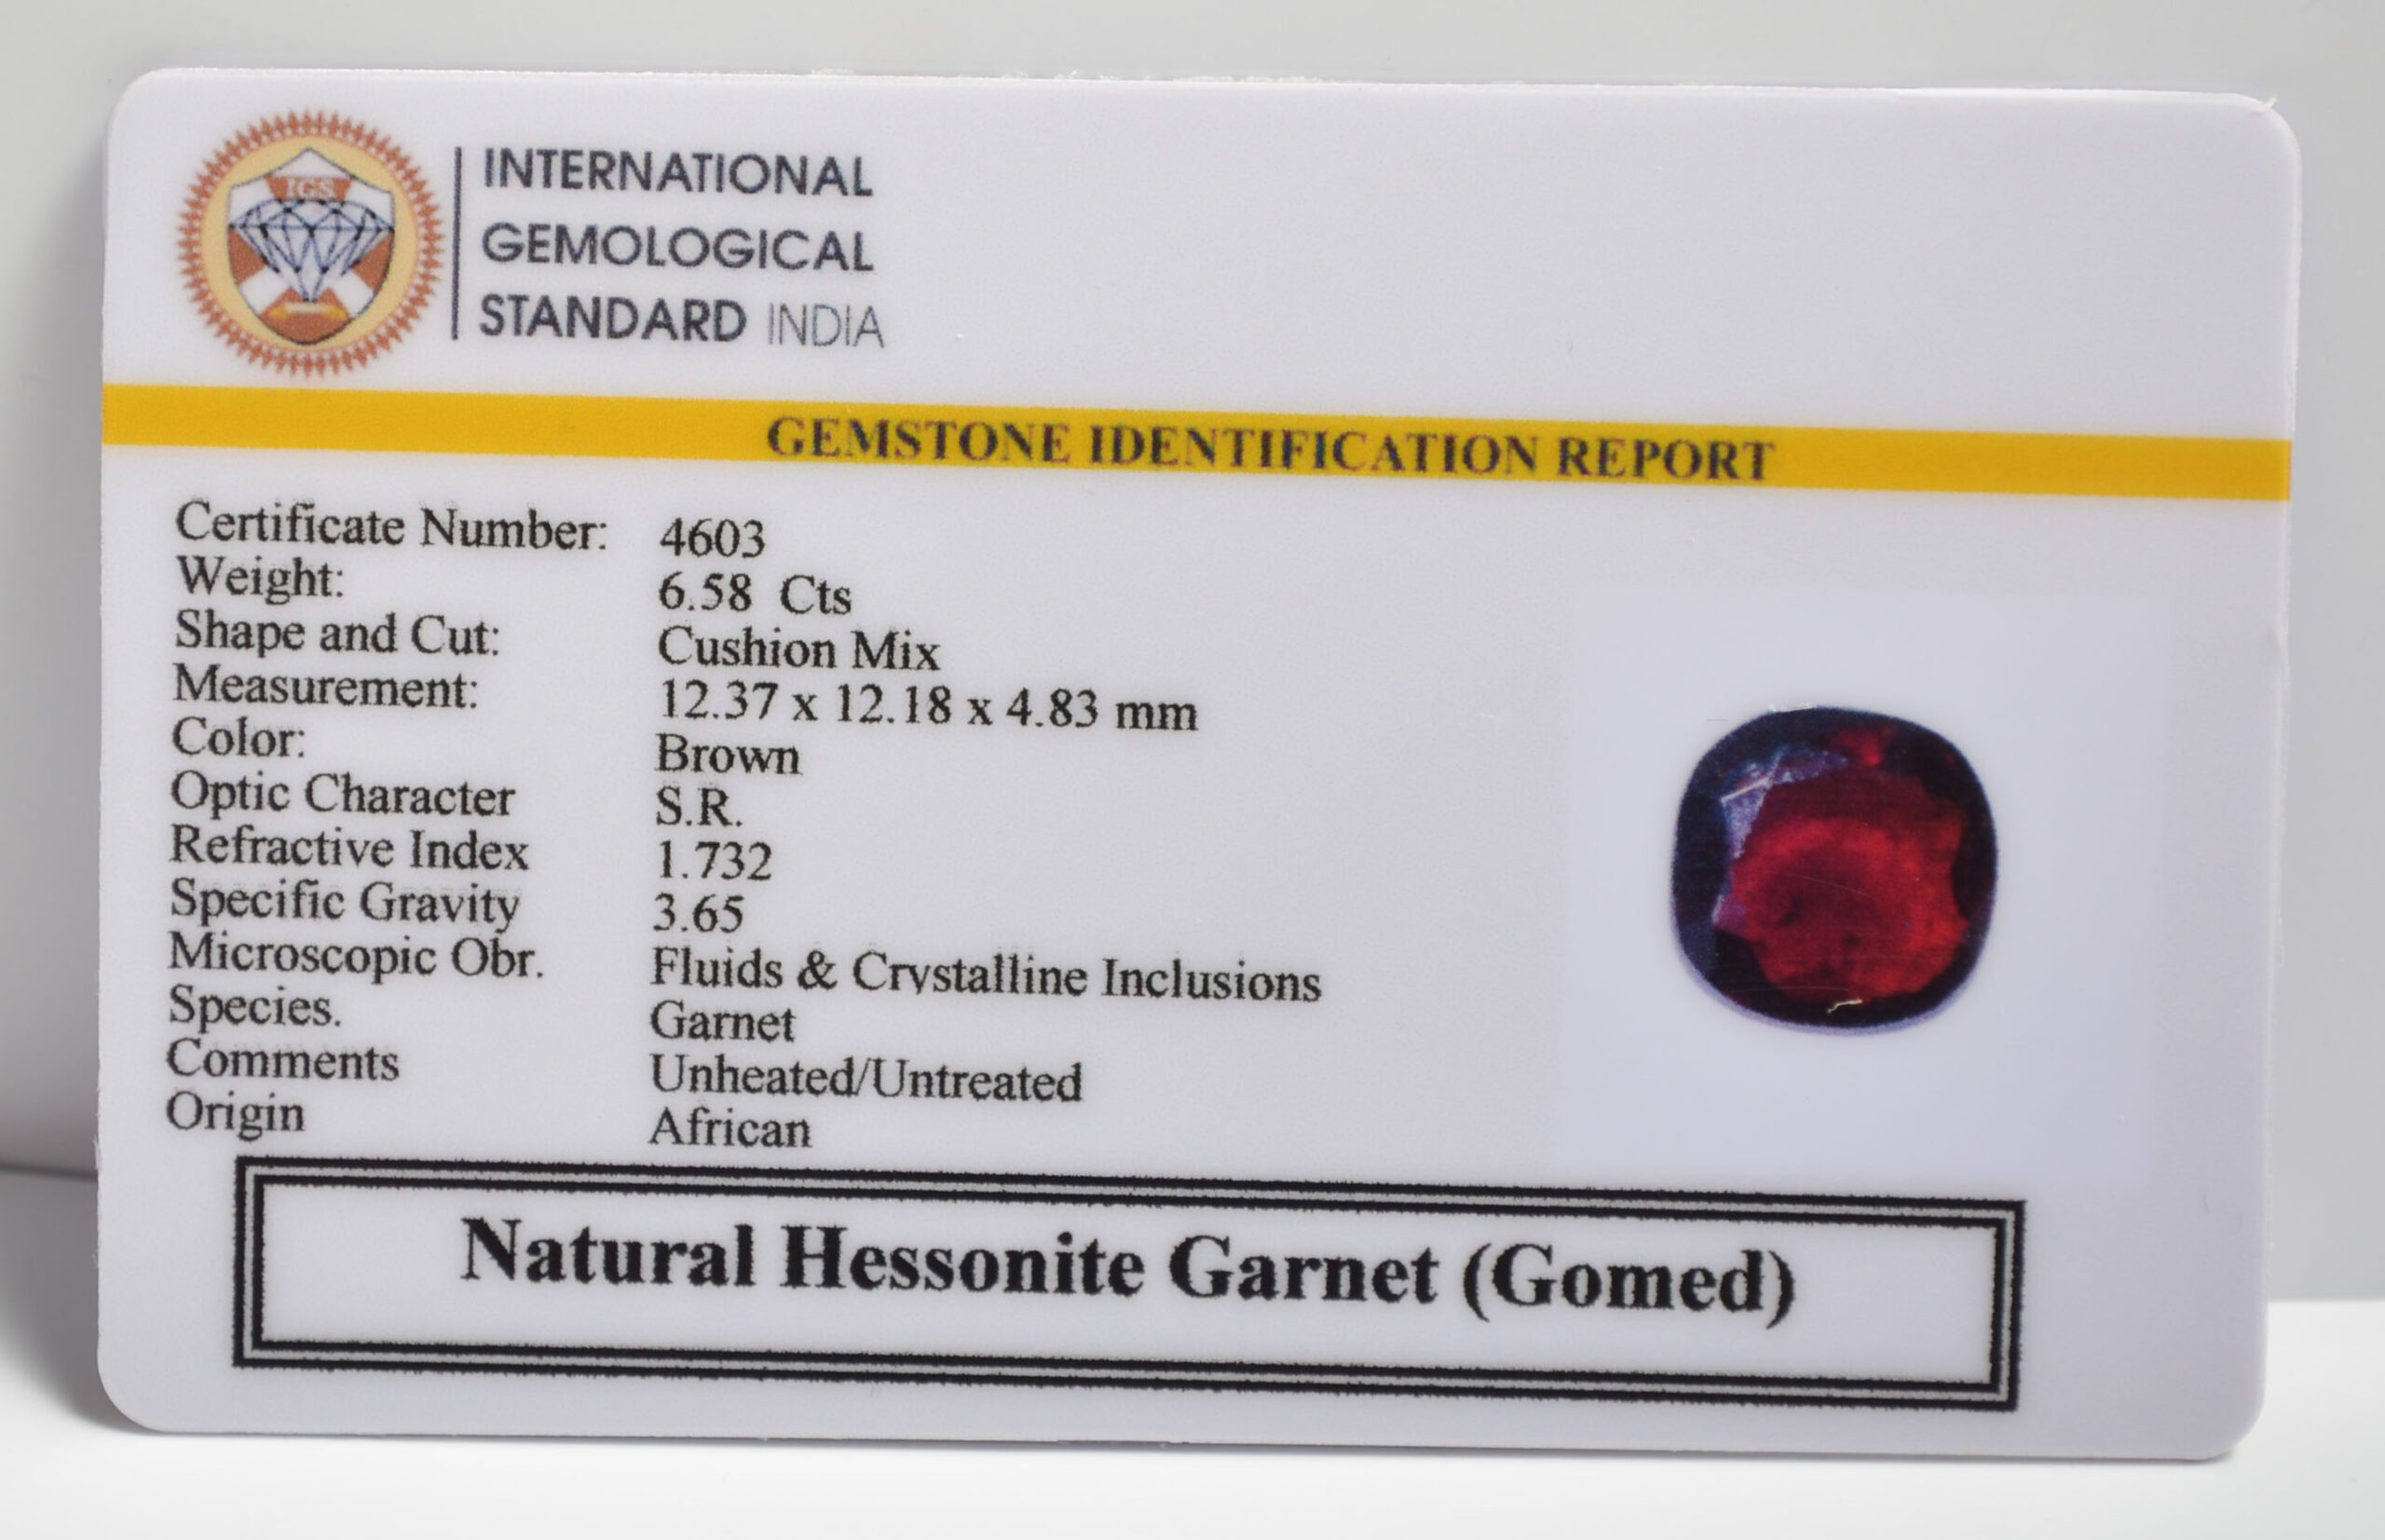 IGS
INTERNATIONAL
GEMOLOGICAL
STANDARD INDIA
GEMSTONE IDENTIFICATION REPORT
Certificate Number: 4603
Weight: 6.58 Cts
Shape and Cut: Cushion Mix
Measurement: 12.37 x 12.18 x 4.83 mm
Color: Brown
Optic Character S.R.
Refractive Index 1.732
Specific Gravity 3.65
Microscopic Obr. Fluids & Crystalline Inclusions
Species. Garnet
Comments Unheated/Untreated
Origin African
Natural Hessonite Garnet (Gomed)